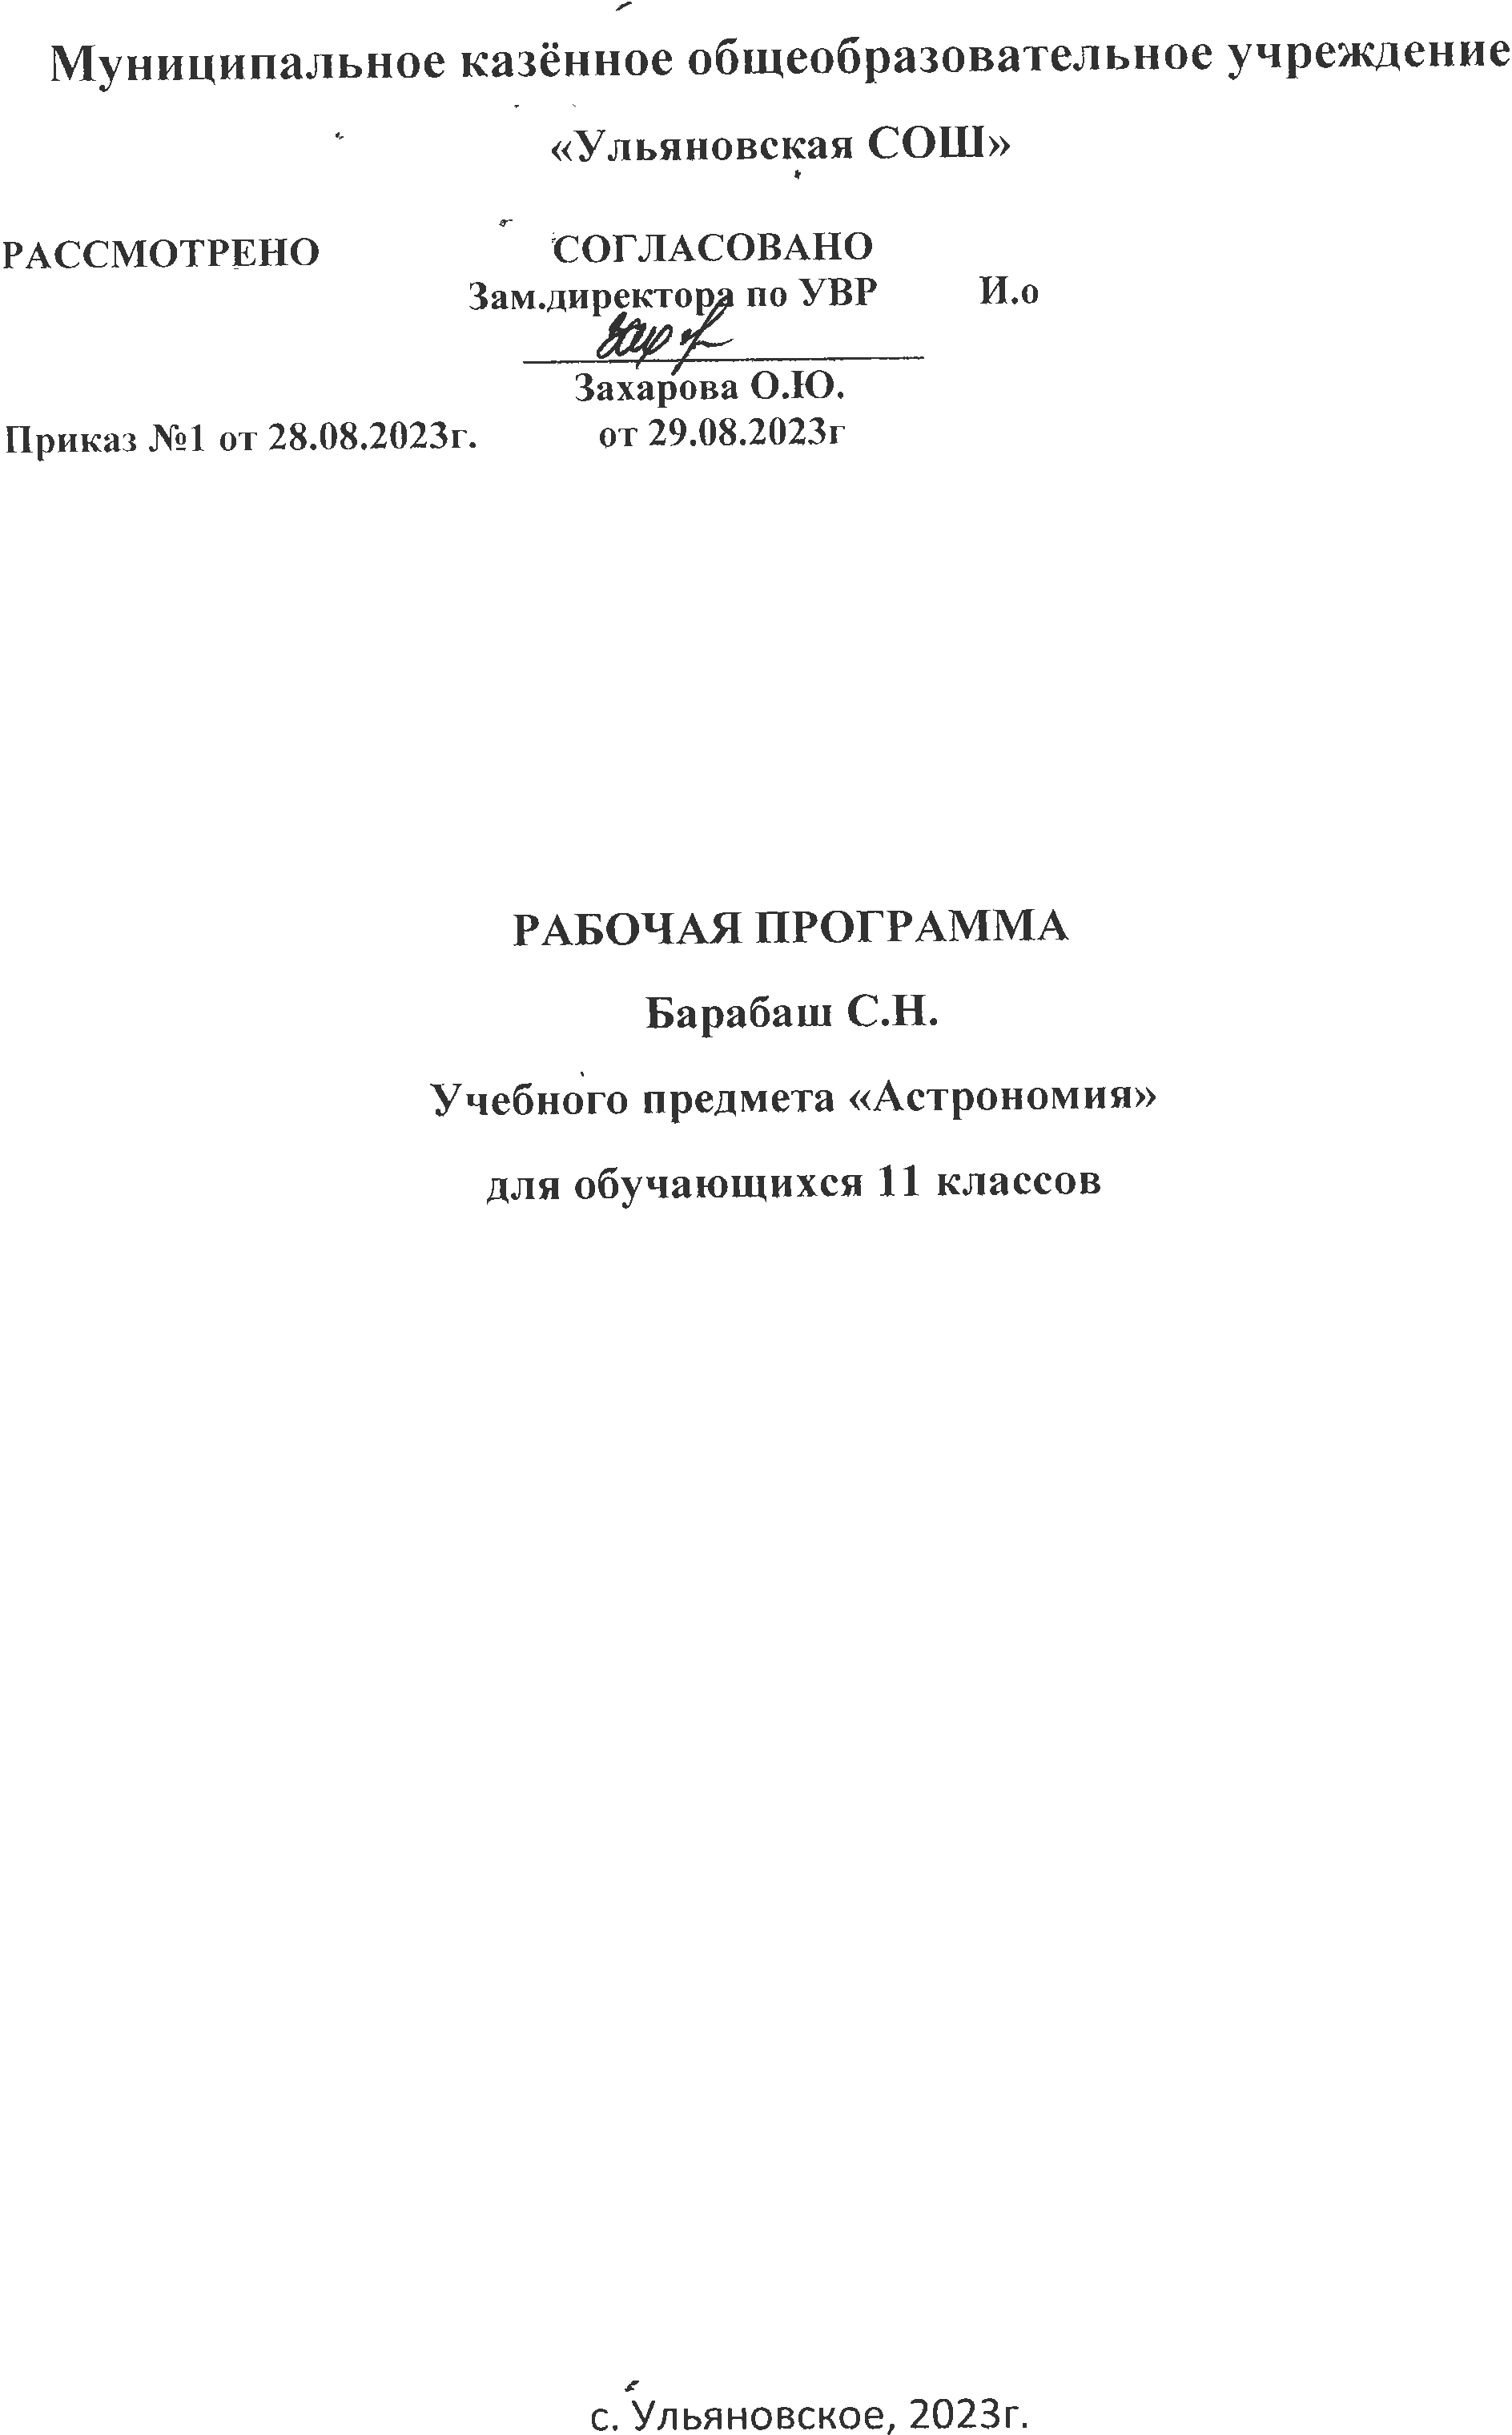 Муниципальное казённое общеобразовательное учреждение
«Ульяновская СОШ»
РАССМОТРЕНО СОГЛАСОВАНО
Зам.директора по УВР И.о
Захарова О.Ю.
Приказ №1 от 28.08.2023г. от 29.08.2023г
РАБОЧАЯ ПРОГРАММА
Барабаш С.Н.
Учебного предмета «Астрономия»
для обучающихся 11 классов
с. Ульяновское, 2023г.